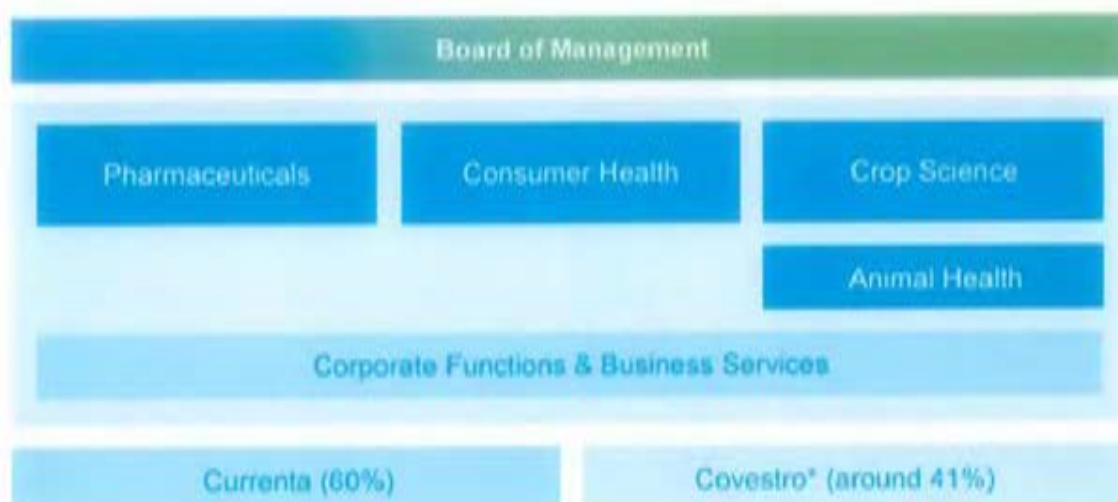 Board of Management
Pharmaceuticals
Consumer Health
Crop Science
Animal Health
Corporate Functions & Business Services
Currenta (60%)
Covestro* (around 41%)